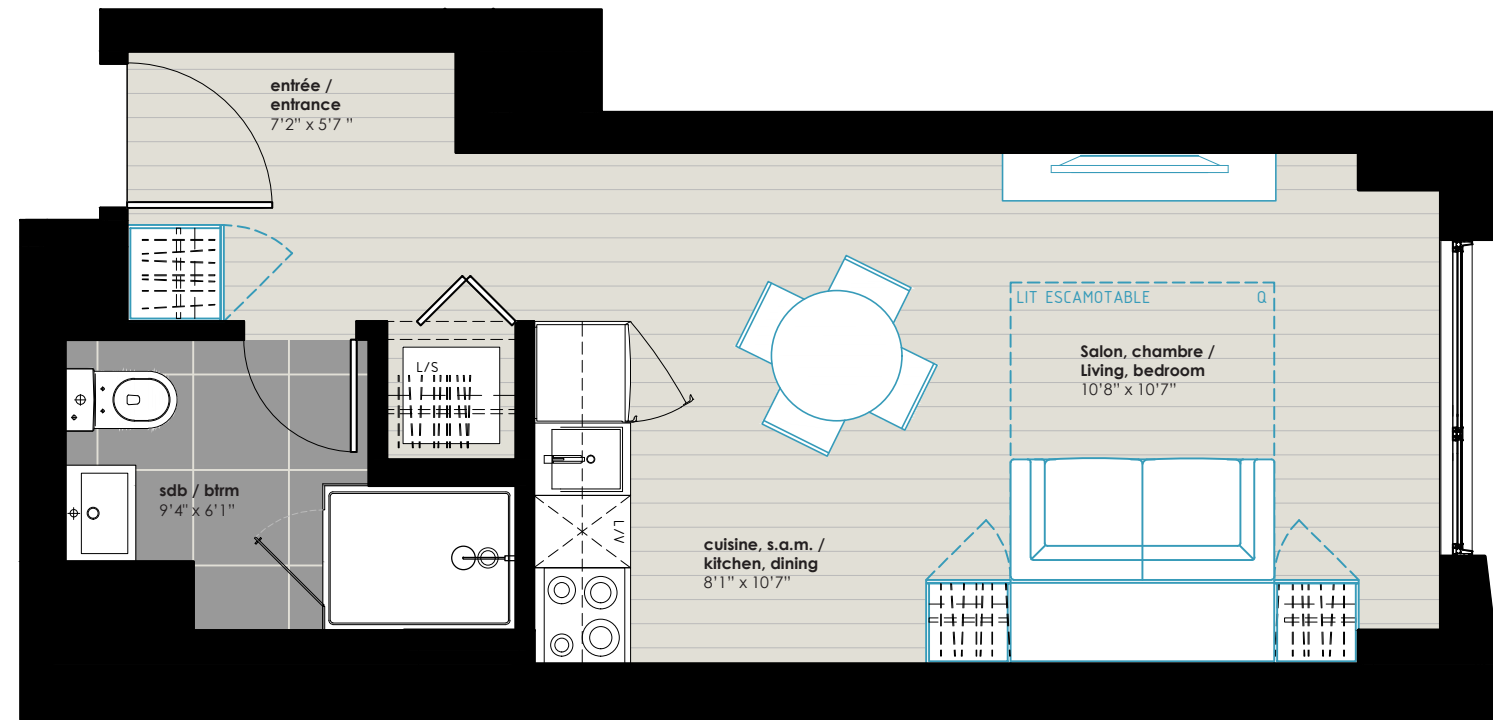 entrée /
entrance
7'2" x 5'7 "
LIT ESCAMOTABLE Q
Salon, chambre /
Living, bedroom
10'8" x 10'7"
L/S
sdb / btrm
9'4" x 6'1"
L/V
cuisine, s.a.m. /
kitchen, dining
8'1" x 10'7"